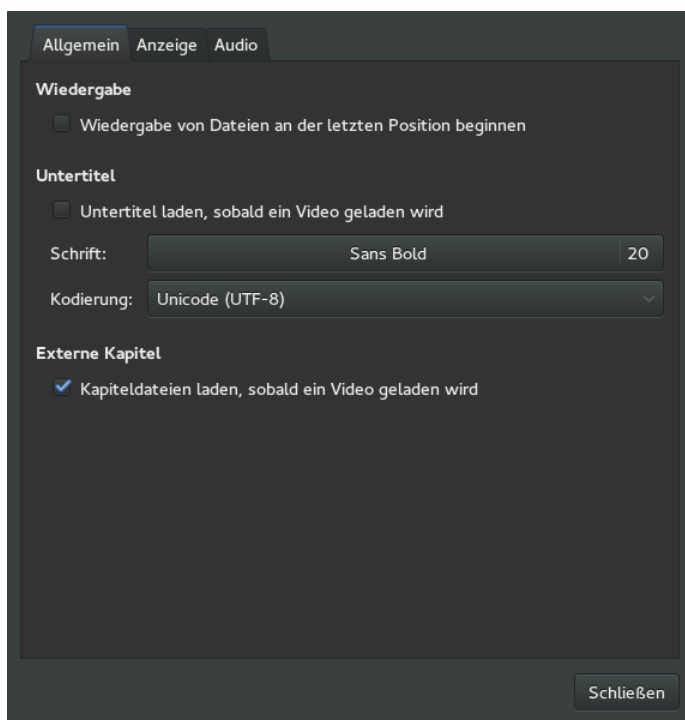 Allgemein Anzeige Audio
Wiedergabe
Wiedergabe von Dateien an der letzten Position beginnen
Untertitel
Untertitel laden, sobald ein Video geladen wird
Schrift: Sans Bold 20
Kodierung: Unicode (UTF-8)
Externe Kapitel
Kapiteldateien laden, sobald ein Video geladen wird
Schließen